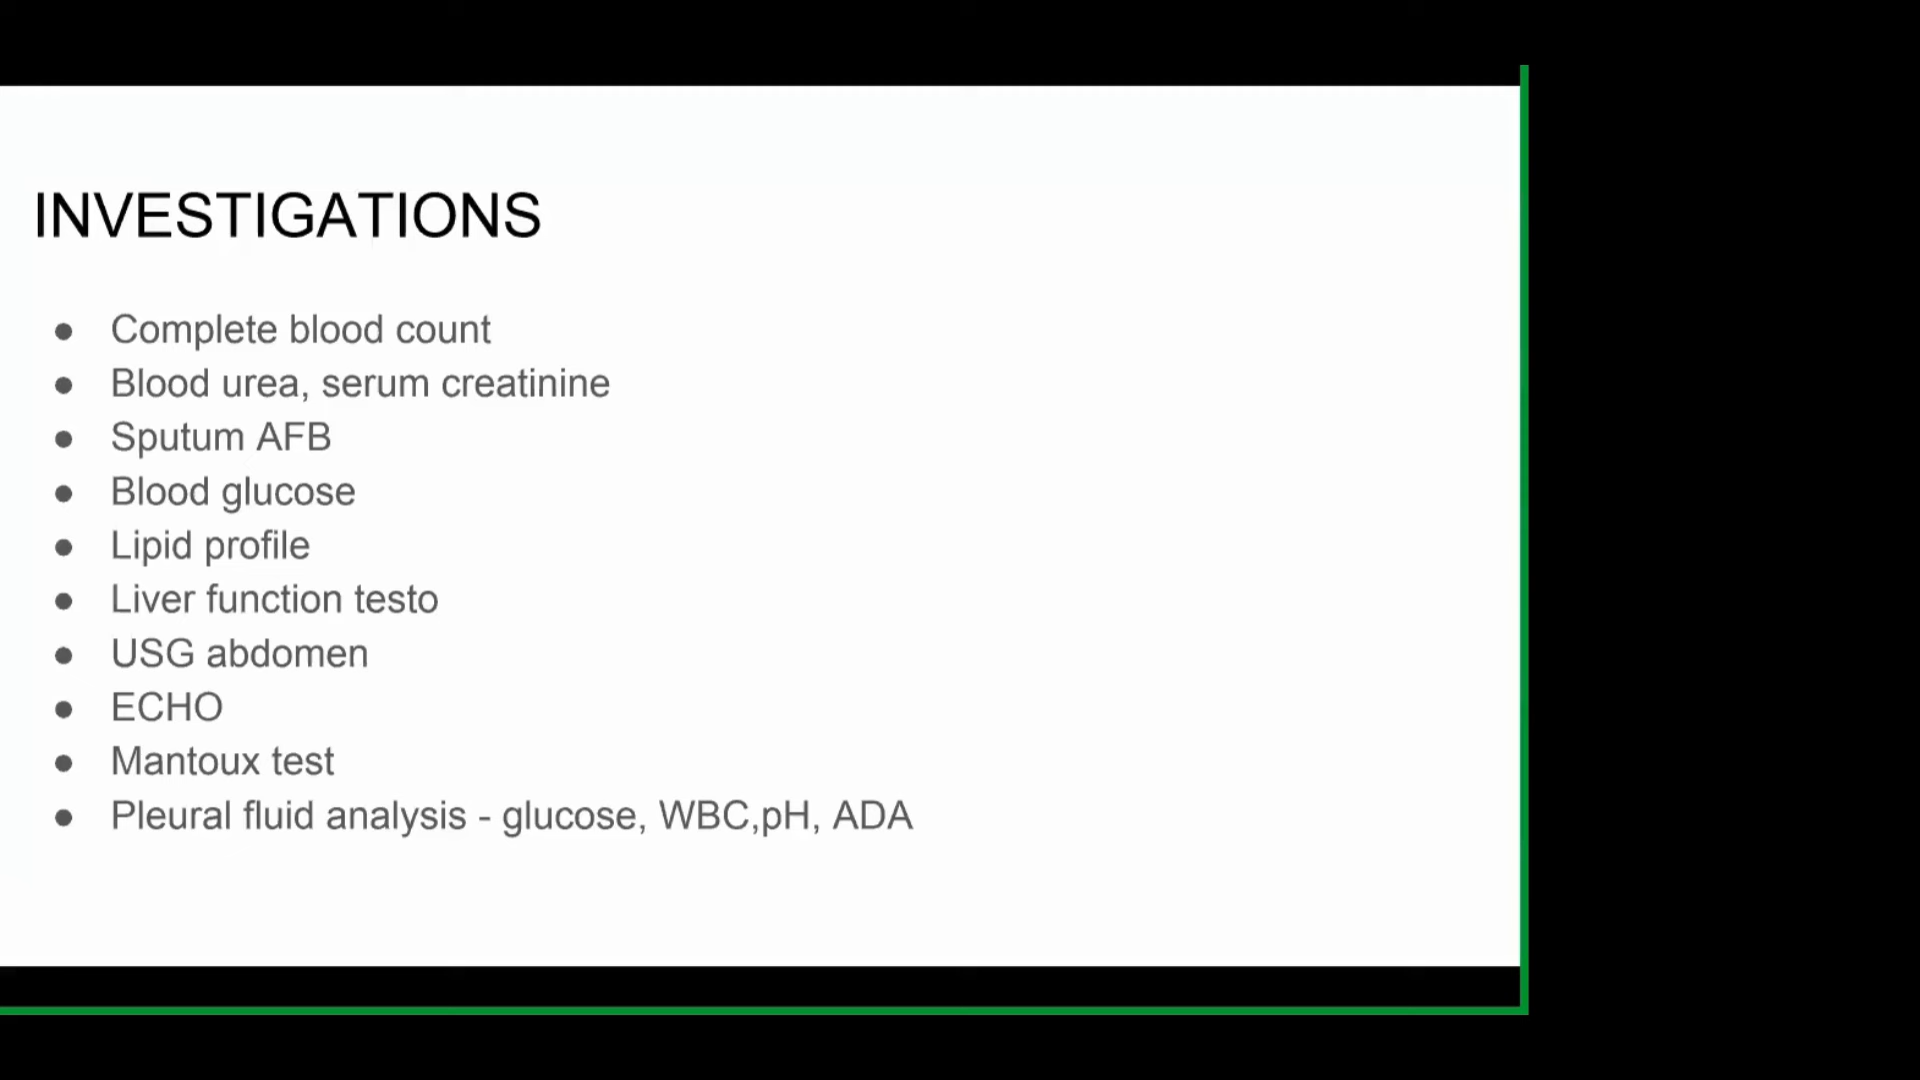 INVESTIGATIONS
● Complete blood count
● Blood urea, serum creatinine
● Sputum AFB
● Blood glucose
● Lipid profile
● Liver function testo
● USG abdomen
● ECHO
● Mantoux test
● Pleural fluid analysis - glucose, WBC,pH, ADA